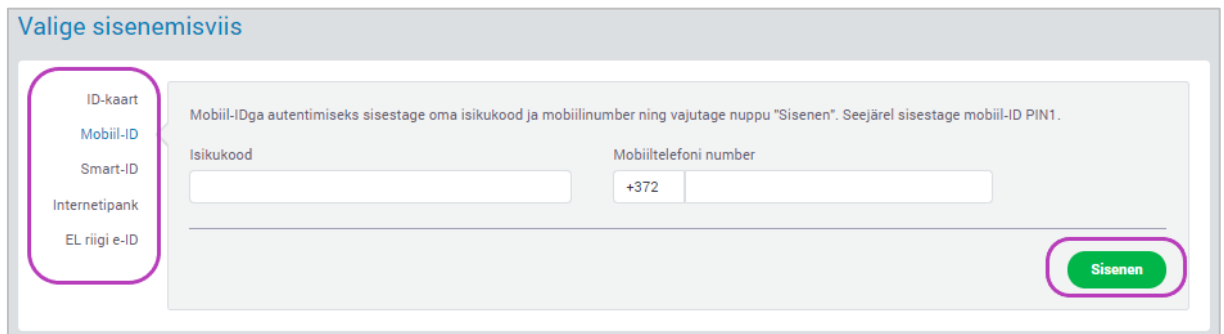 Valige sisenemisviis
ID-kaart
Mobiil-ID
Smart-ID
Internetipank
EL riigi e-ID
Mobiil-IDga autentimiseks sisestage oma isikukood ja mobiilinumber ning vajutage nuppu "Sisenen". Seejärel sisestage mobiil-ID PIN1.
Isikukood
Mobiiltelefoni number
+372
Sisenen